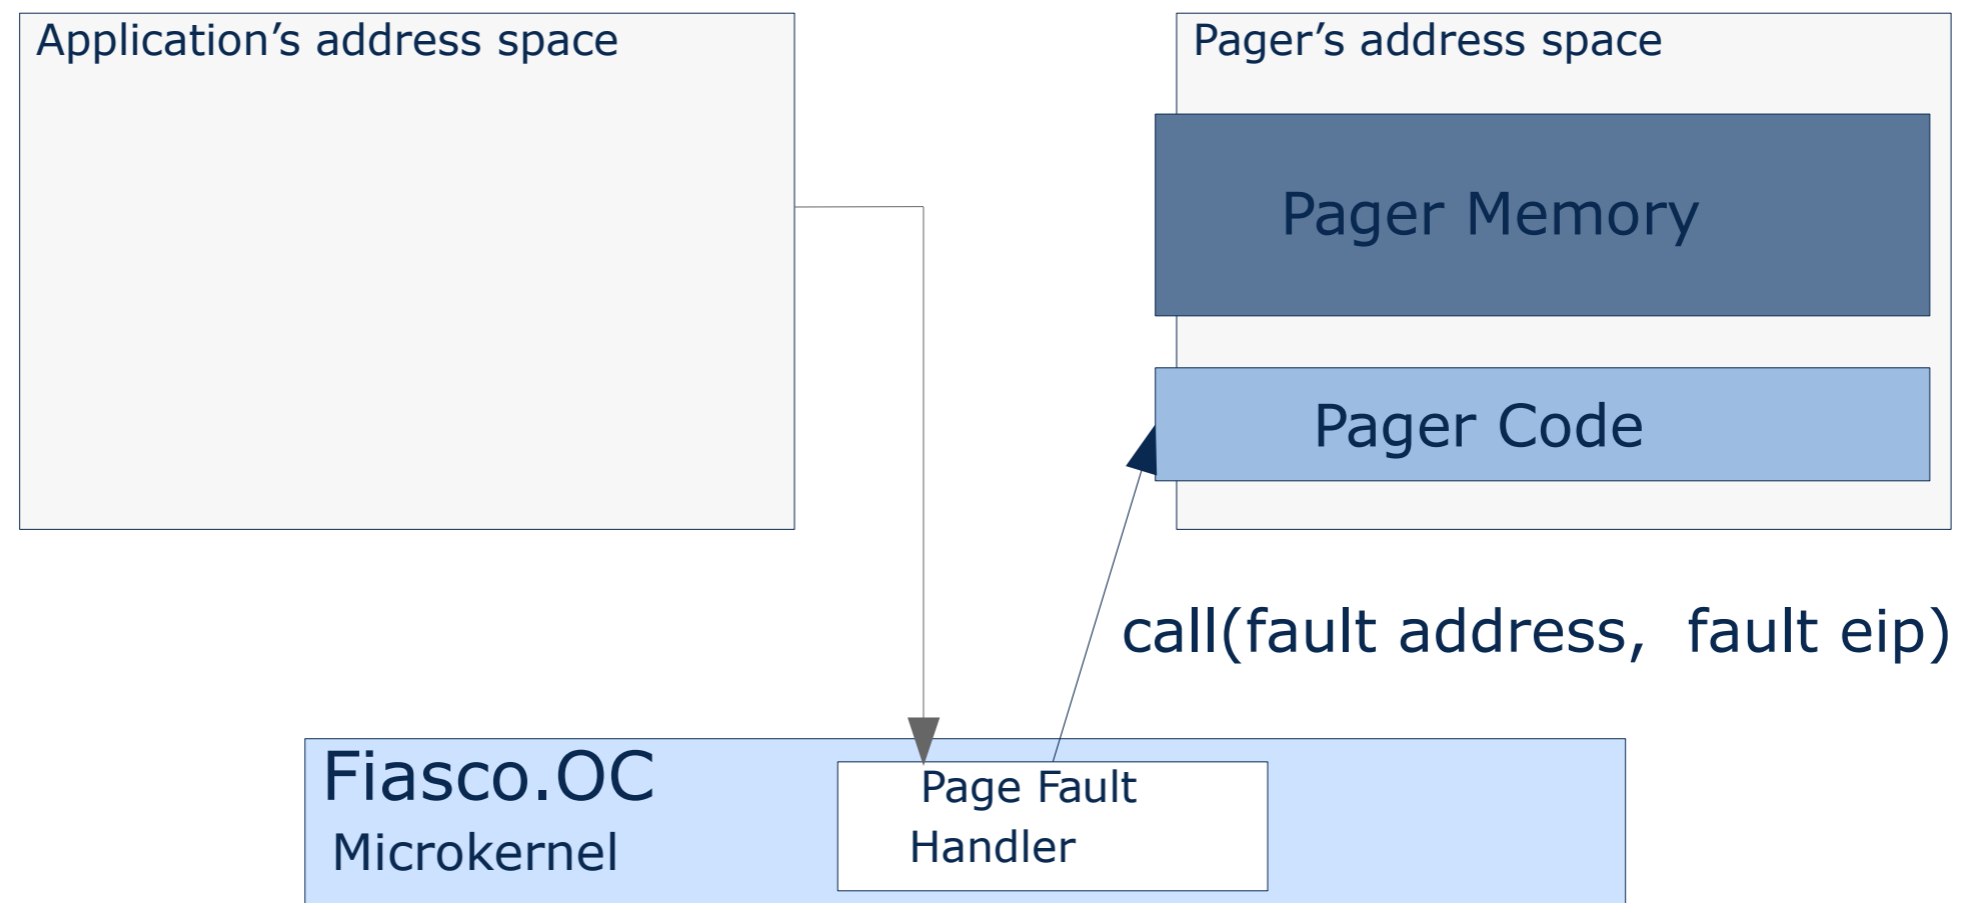 Application’s address space
Pager’s address space
Pager Memory
Pager Code
call(fault address, fault eip)
Fiasco.OC
Microkernel
Page Fault
Handler